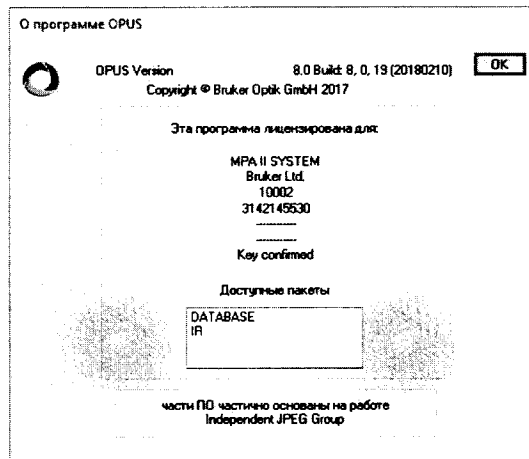 О программе OPUS
OPUS Version 8.0 Build: 8, 0, 19 (20180210) OK
Copyright © Bruker Optik GmbH 2017
Эта программа лицензирована для:
MPA II SYSTEM
Bruker Ltd.
10002
3142145530
-----------
-----------
Key confirmed
Доступные пакеты
DATABASE
IR
части ПО частично основаны на работе
Independent JPEG Group